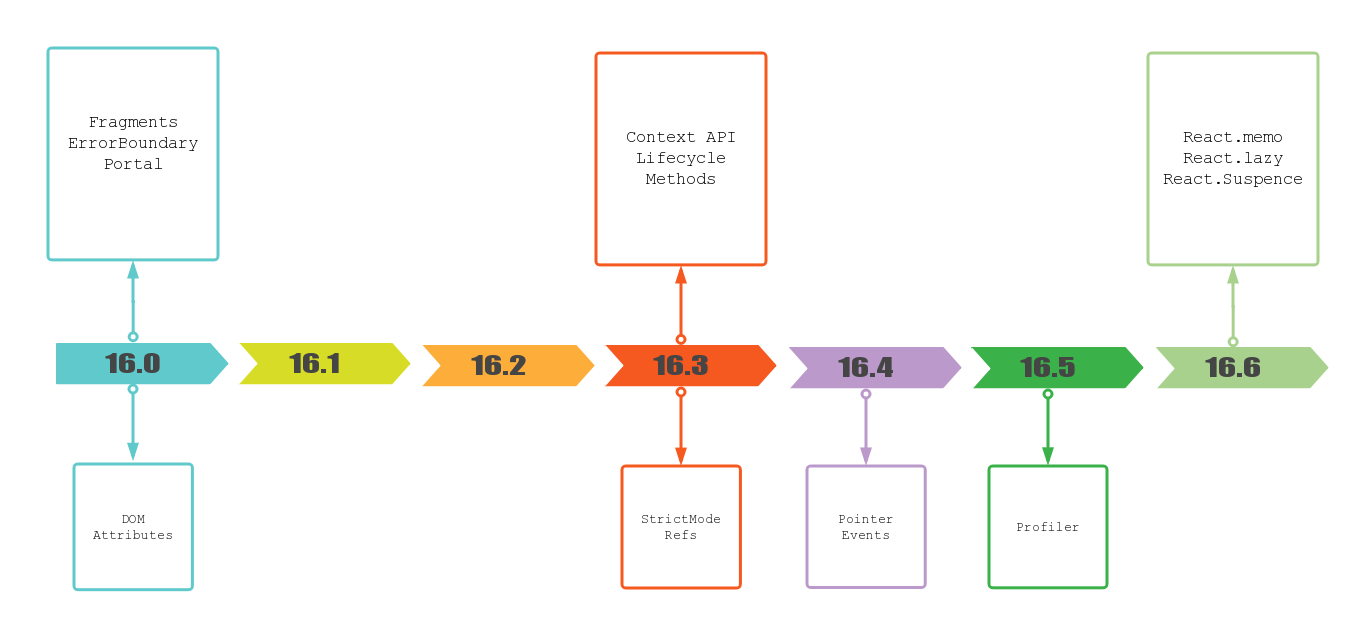 Fragments
ErrorBoundary
Portal
Context API
Lifecycle
Methods
React.memo
React.lazy
React.Suspence
16.0
16.1
16.2
16.3
16.4
16.5
16.6
DOM
Attributes
StrictMode
Refs
Pointer
Events
Profiler